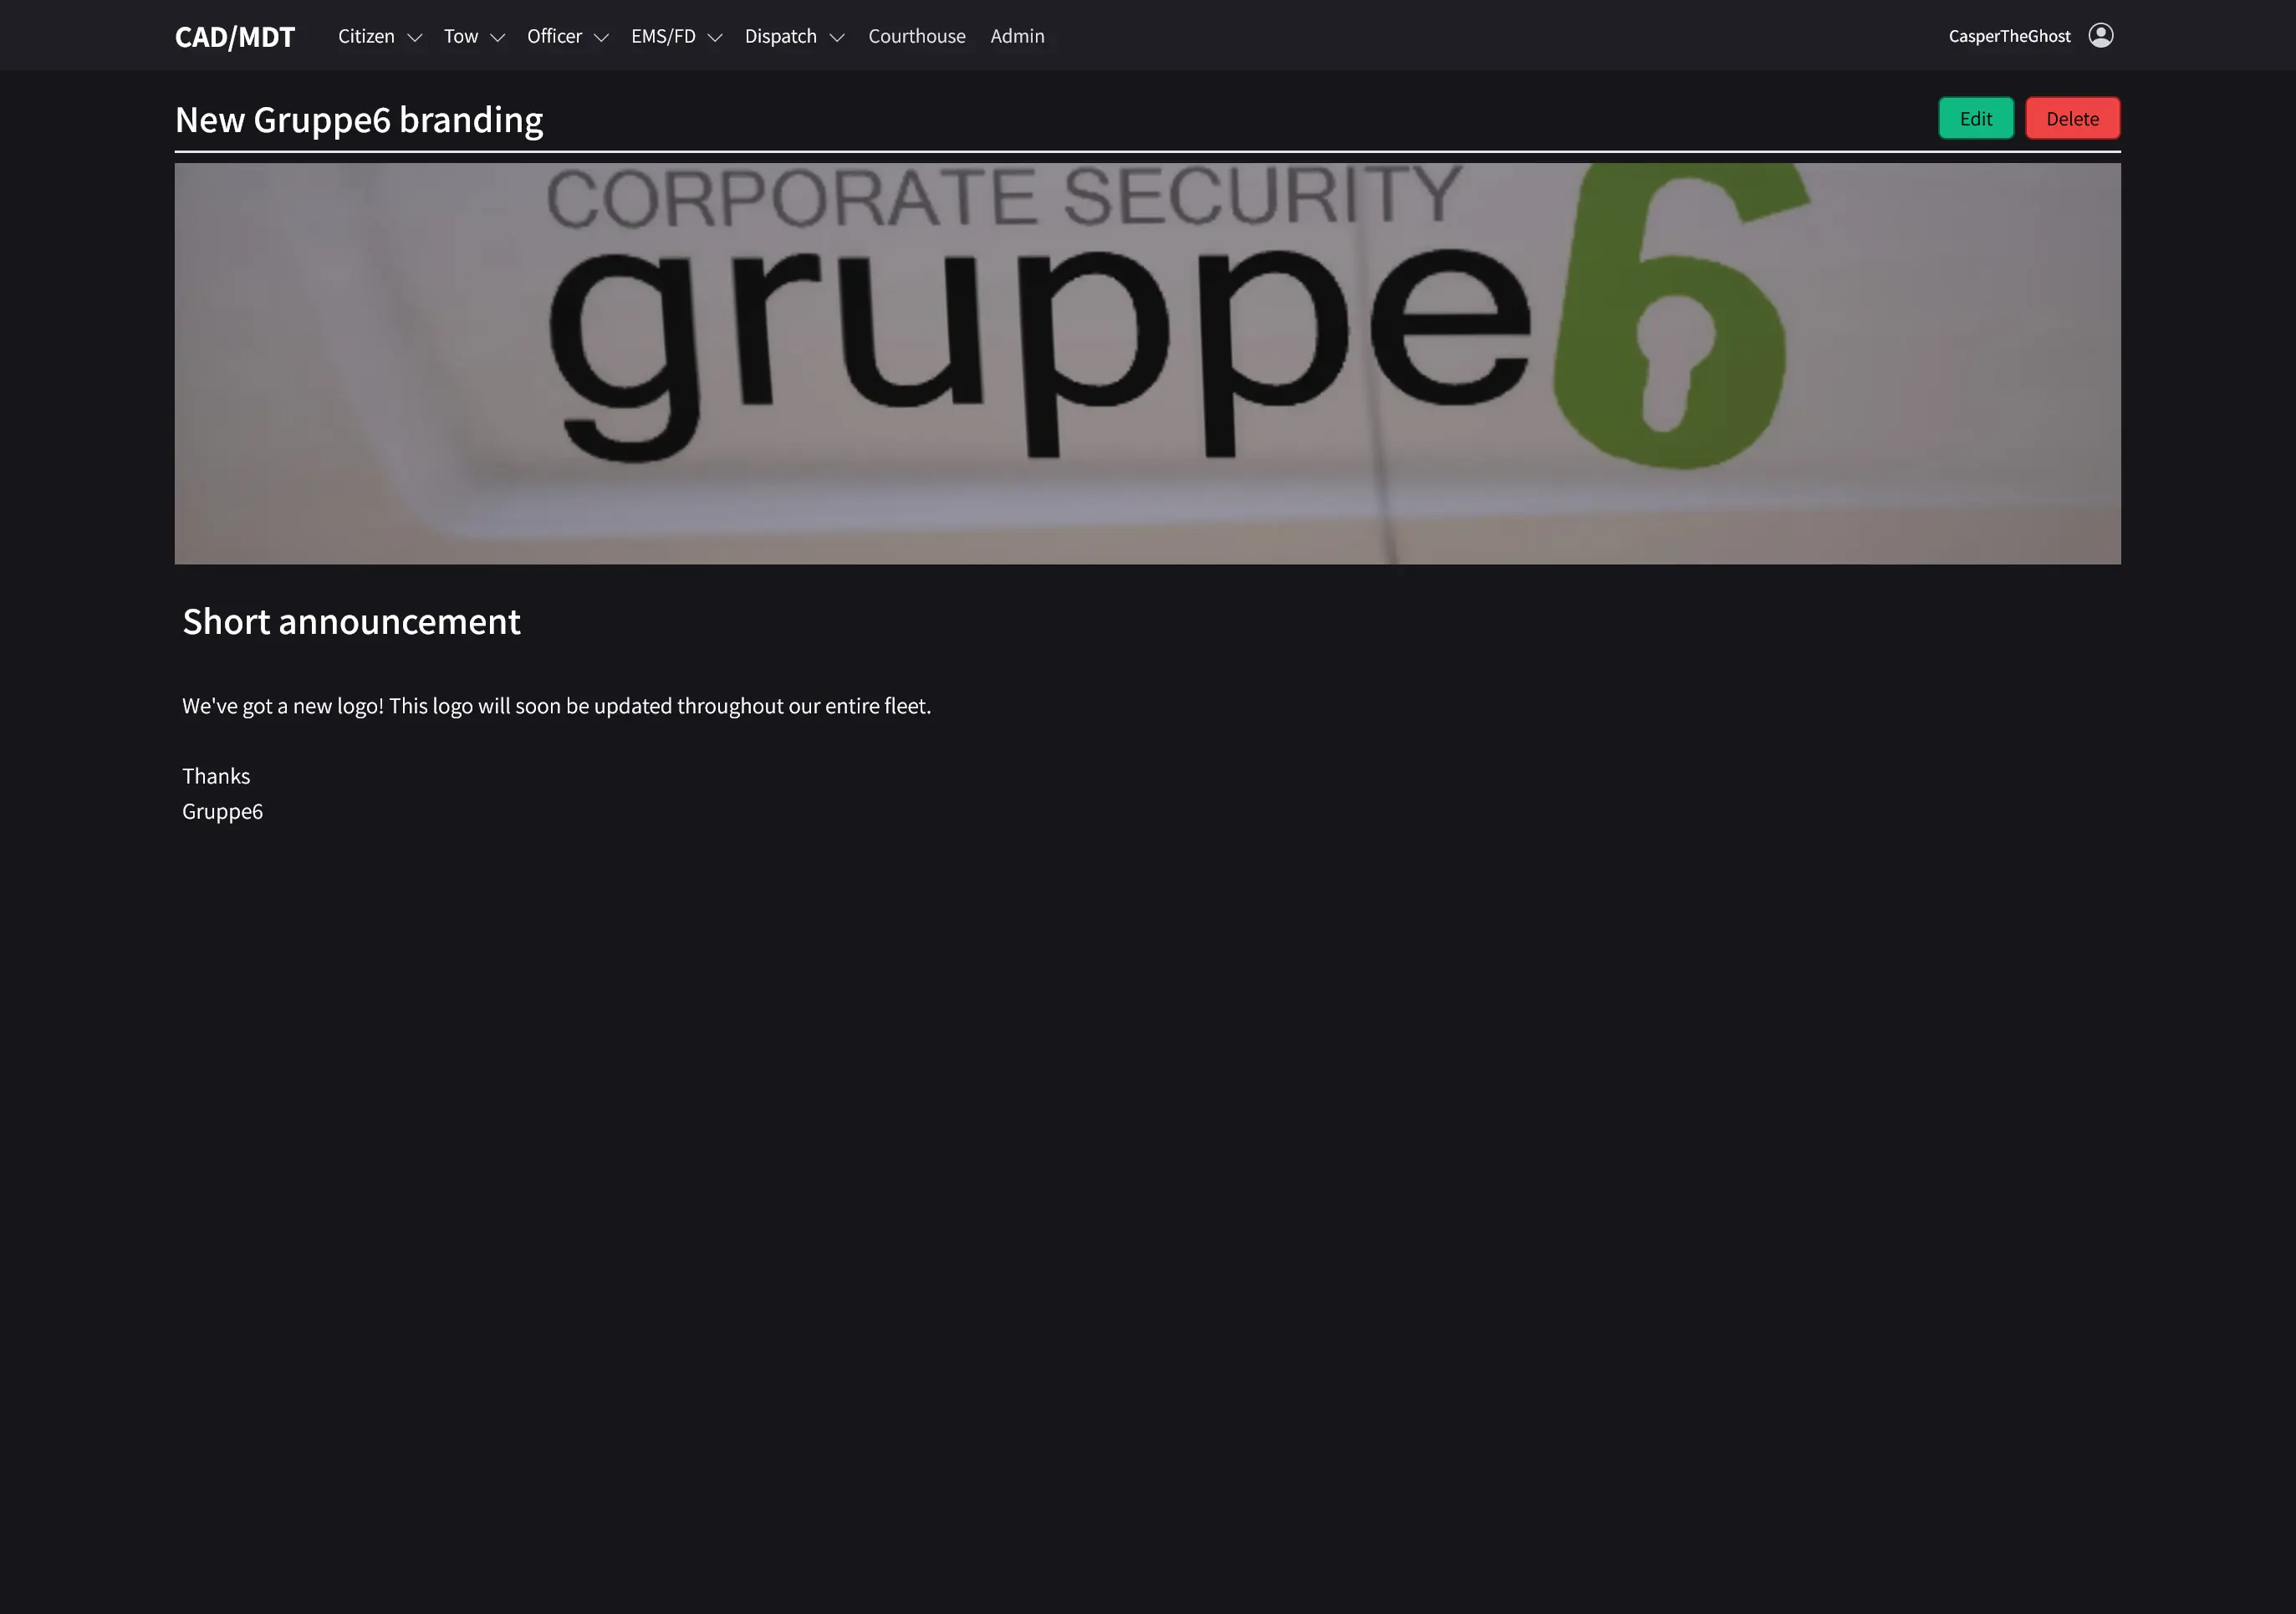 CAD/MDT Citizen Tow Officer EMS/FD Dispatch Courthouse Admin CasperTheGhost
New Gruppe6 branding Edit Delete
CORPORATE SECURITY
gruppe6
Short announcement
We've got a new logo! This logo will soon be updated throughout our entire fleet.
Thanks
Gruppe6